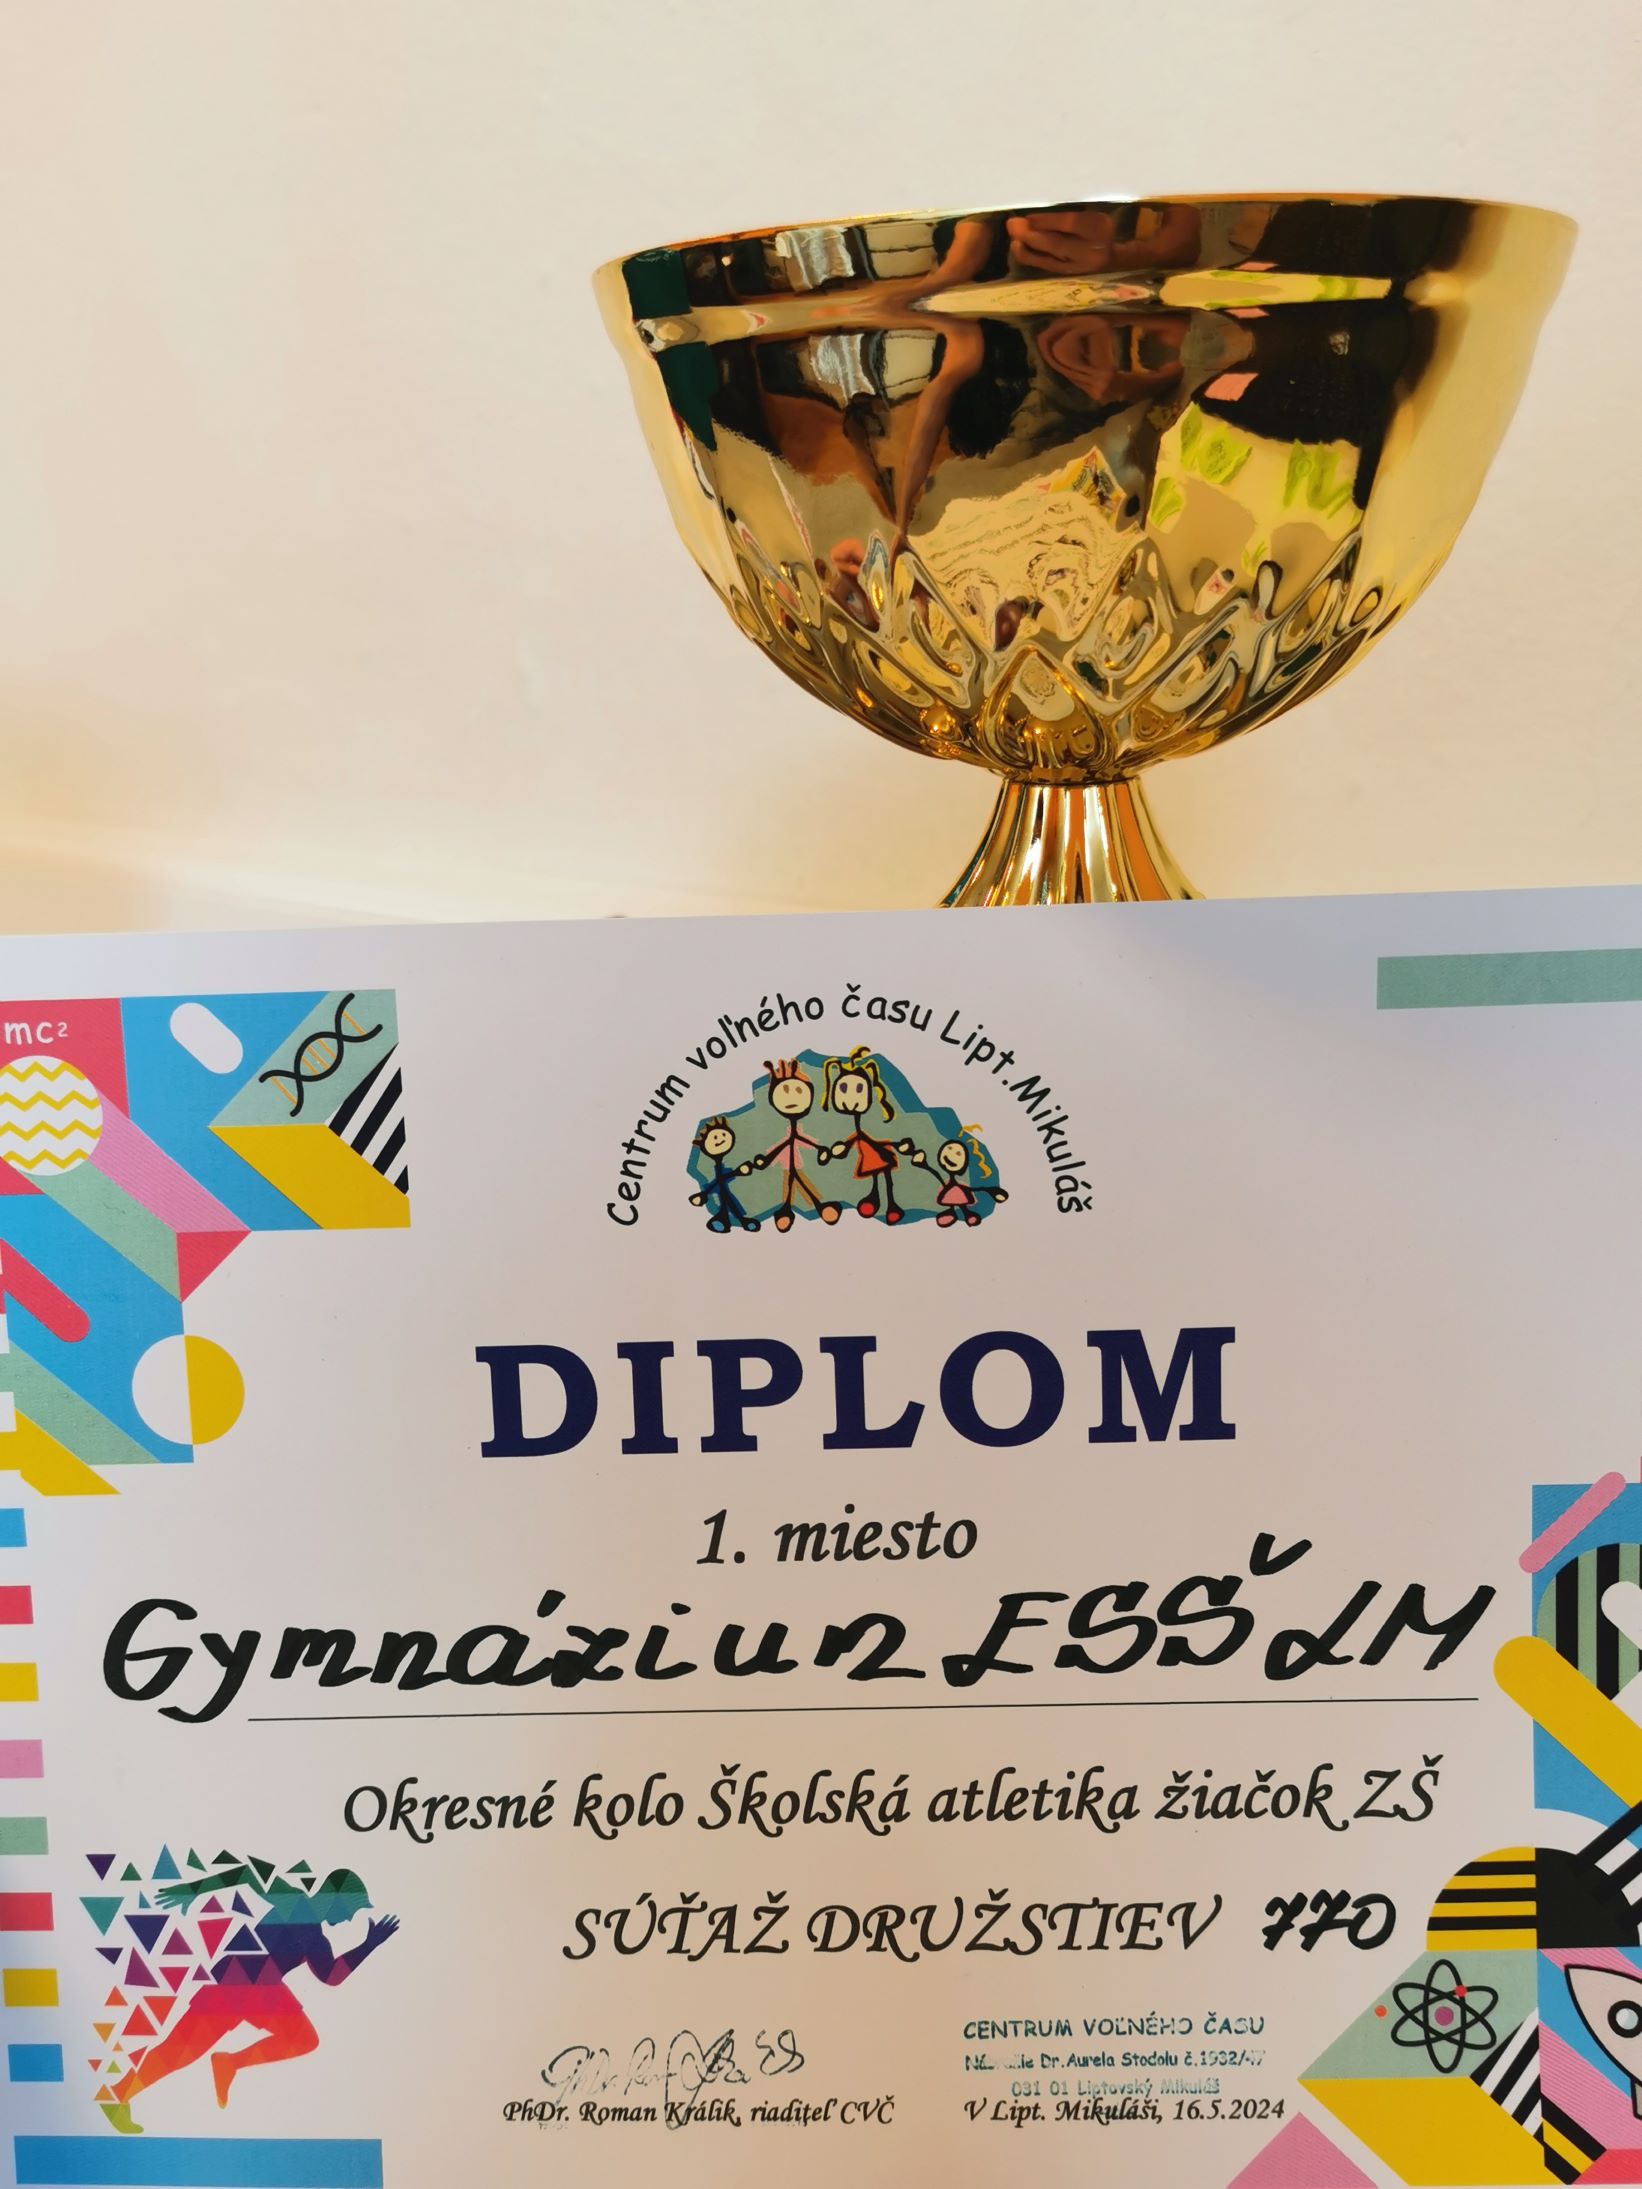 mc²
Centrum voľného času Lipt.Mikuláš
DIPLOM
1. miesto
Gymnázium ESŠ LM
Okresné kolo Školská atletika žiačok ZŠ
SÚŤAŽ DRUŽSTIEV 770
CENTRUM VOĽNÉHO ČASU
Dr.Aurela Stodolu č.1932/47
031 01 Liptovský Mikuláš
PhDr. Roman Králik, riaditeľ CVČ
V Lipt. Mikuláši, 16.5.2024